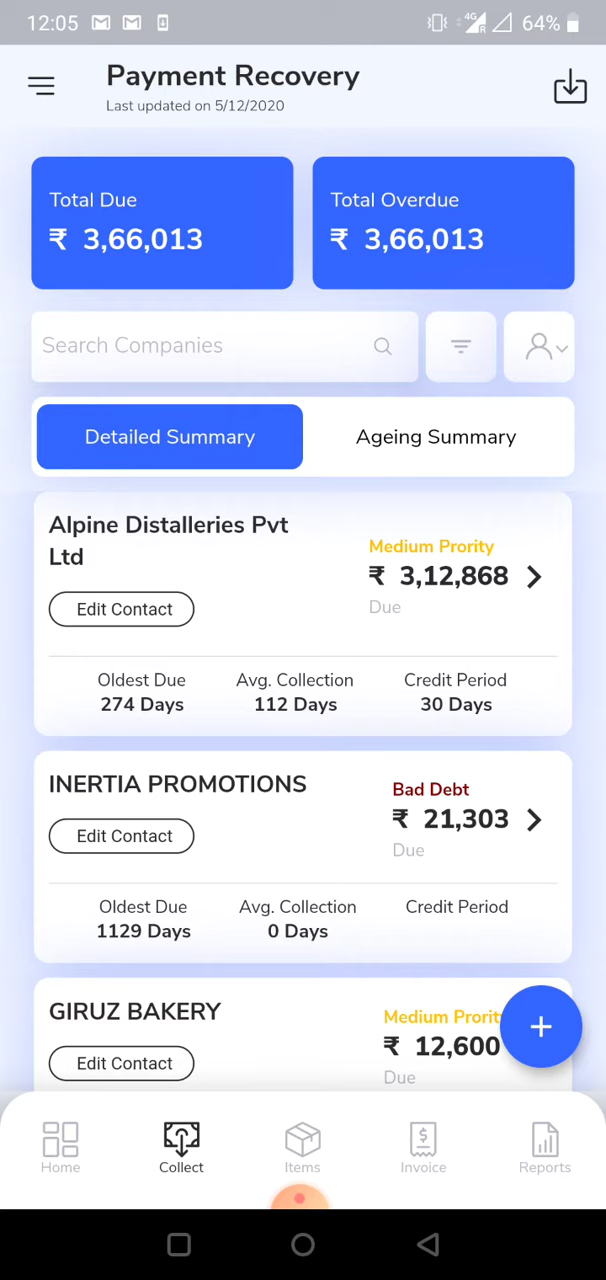 12:05 4G R 64%
Payment Recovery
Last updated on 5/12/2020
Total Due
₹ 3,66,013
Total Overdue
₹ 3,66,013
Search Companies
Detailed Summary
Ageing Summary
Alpine Distalleries Pvt
Ltd
Medium Prority
₹ 3,12,868
Due
Edit Contact
Oldest Due Avg. Collection Credit Period
274 Days 112 Days 30 Days
INERTIA PROMOTIONS
Bad Debt
₹ 21,303
Due
Edit Contact
Oldest Due Avg. Collection Credit Period
1129 Days 0 Days
GIRUZ BAKERY
Medium Prorit
₹ 12,600
Due
Edit Contact
Home Collect Items Invoice Reports